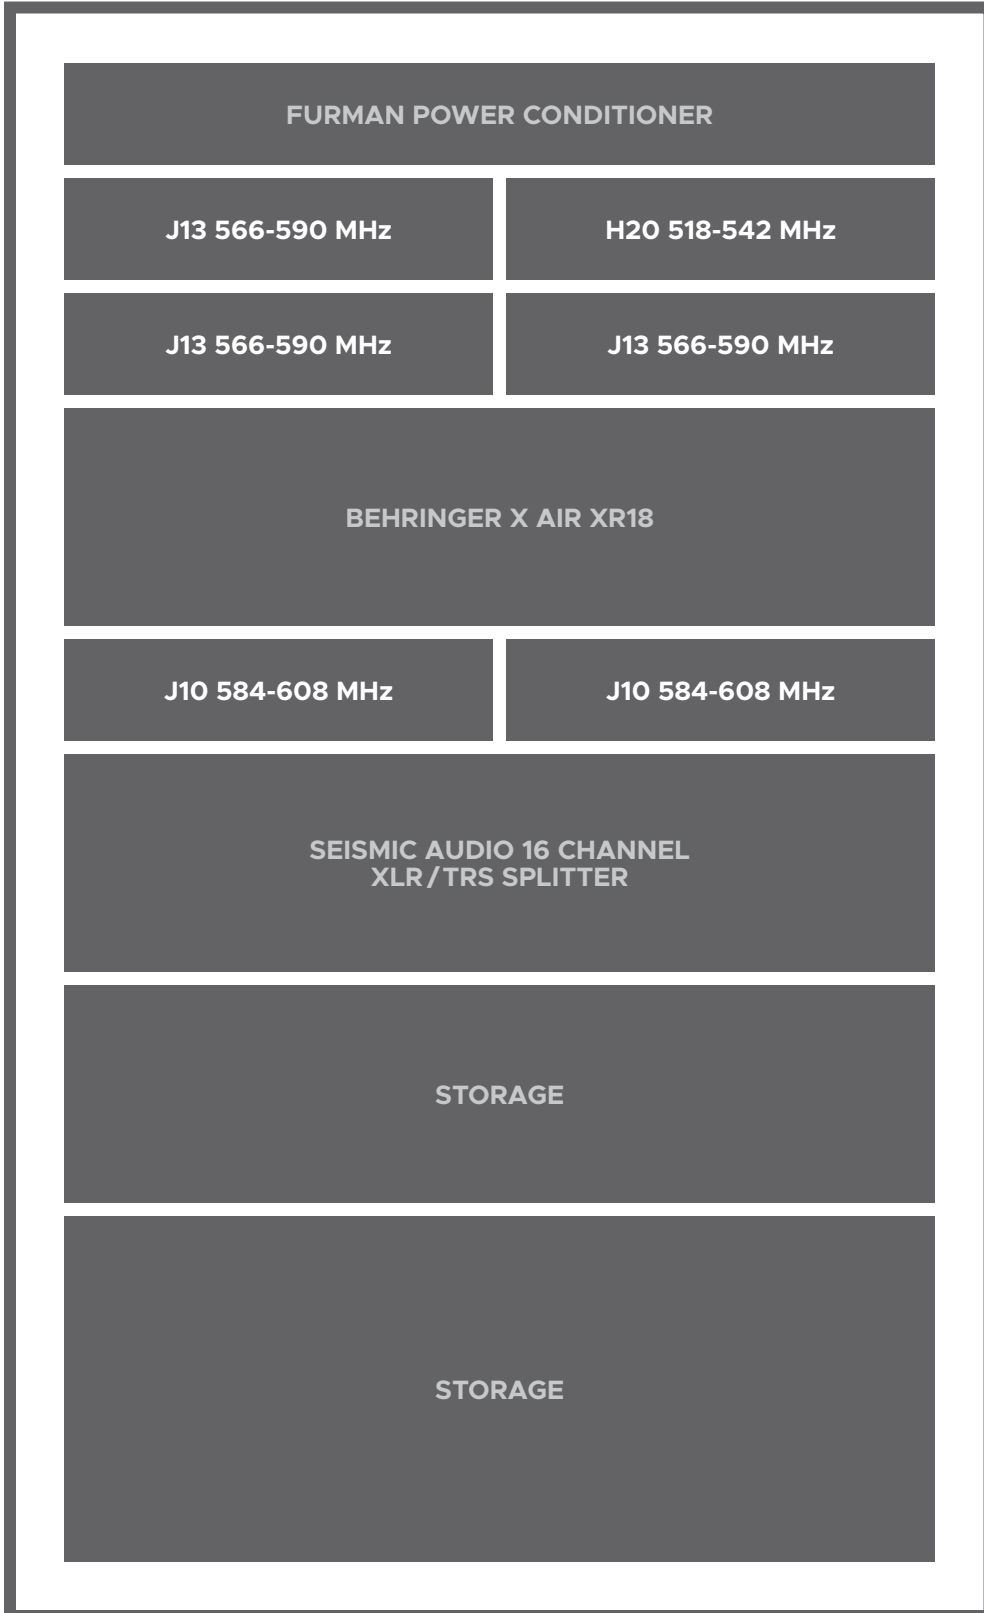 FURMAN POWER CONDITIONER
J13 566-590 MHz
H20 518-542 MHz
J13 566-590 MHz
J13 566-590 MHz
BEHRINGER X AIR XR18
J10 584-608 MHz
J10 584-608 MHz
SEISMIC AUDIO 16 CHANNEL
XLR/TRS SPLITTER
STORAGE
STORAGE